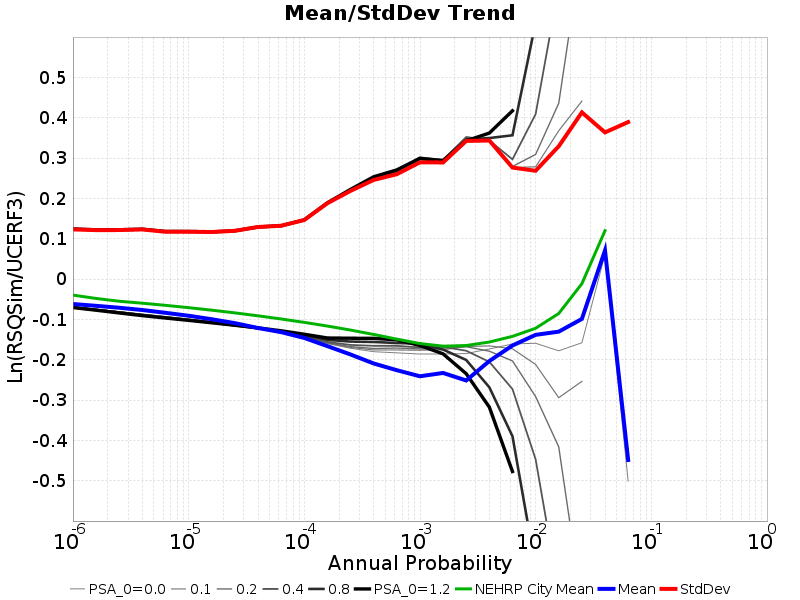 Mean/StdDev Trend
Ln(RSQSim/UCERF3)
0.5
0.4
0.3
0.2
0.1
0
-0.1
-0.2
-0.3
-0.4
-0.5
10-6 10-5 10-4 10-3 10-2 10-1 100
Annual Probability
PSA_0=0.0 0.1 0.2 0.4 0.8 PSA_0=1.2 NEHRP City Mean Mean StdDev